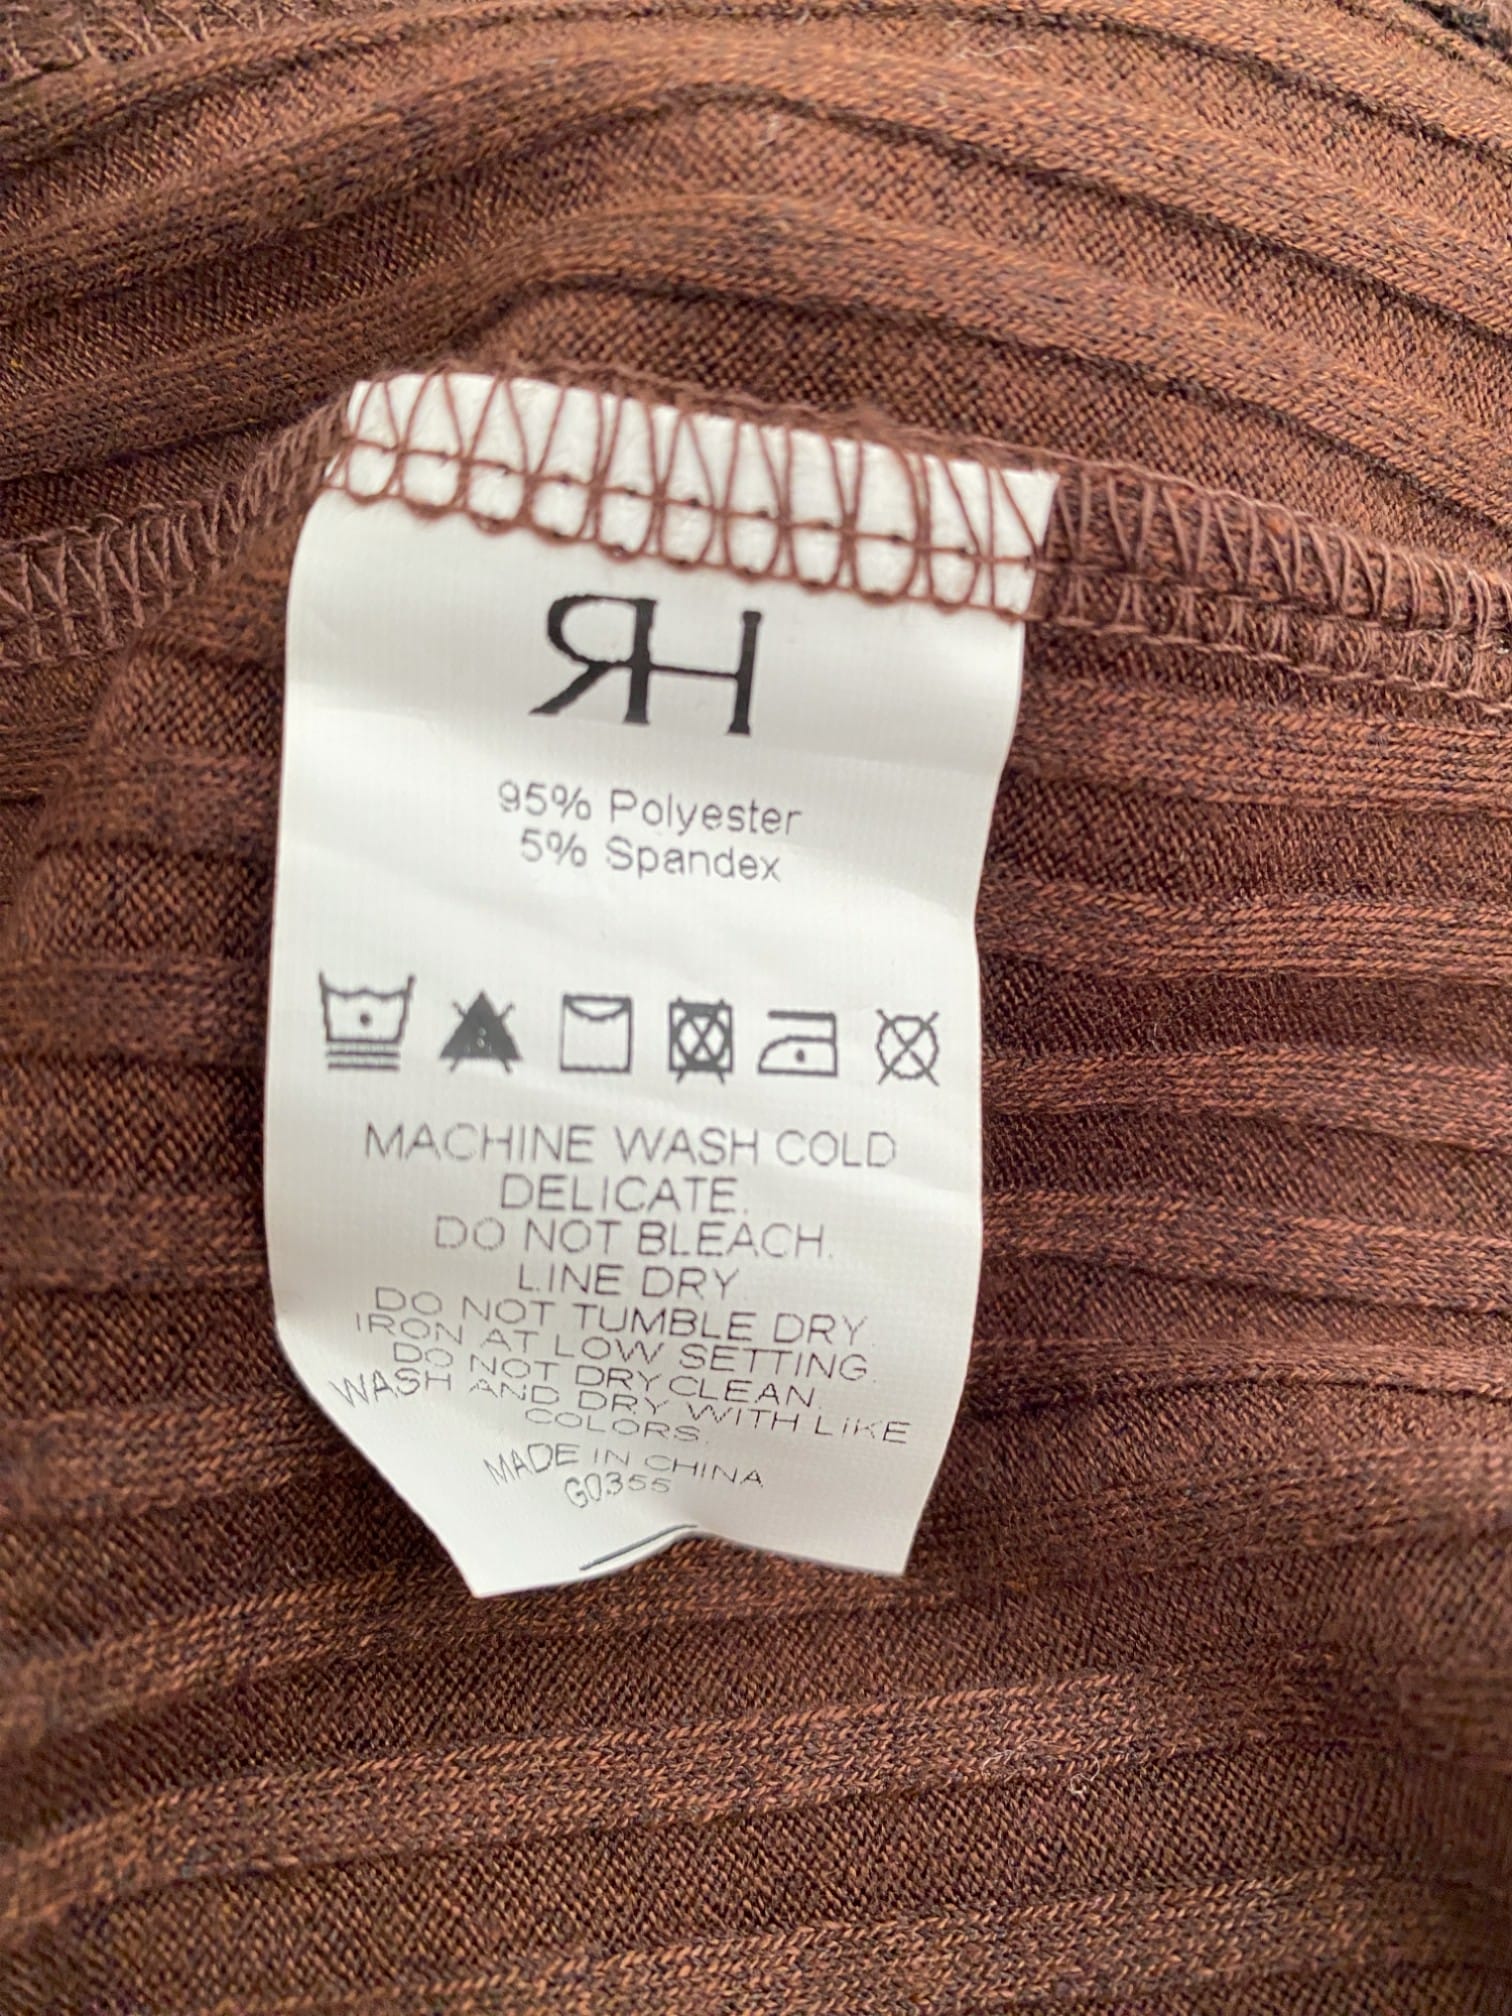 RH
95% Polyester
5% Spandex
MACHINE WASH COLD
DELICATE.
DO NOT BLEACH.
LINE DRY
DO NOT TUMBLE DRY.
IRON AT LOW SETTING.
DO NOT DRY CLEAN.
WASH AND DRY WITH LIKE
COLORS.
MADE IN CHINA
G0355